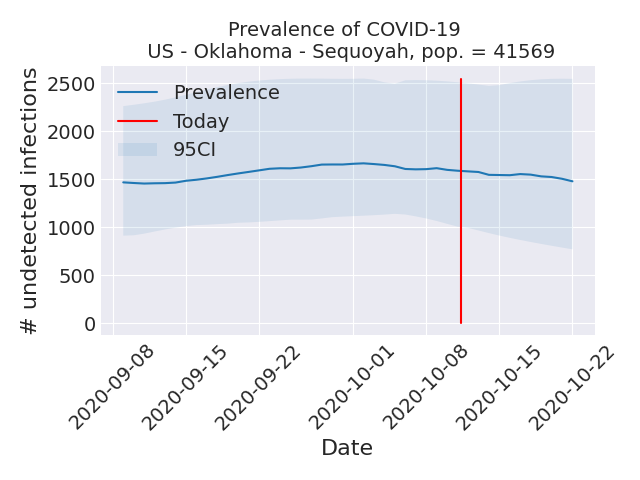 Prevalence of COVID-19
US - Oklahoma - Sequoyah, pop. = 41569
# undetected infections
2500
2000
1500
1000
500
0
Prevalence
Today
95CI
2020-09-08
2020-09-15
2020-09-22
2020-10-01
2020-10-08
2020-10-15
2020-10-22
Date